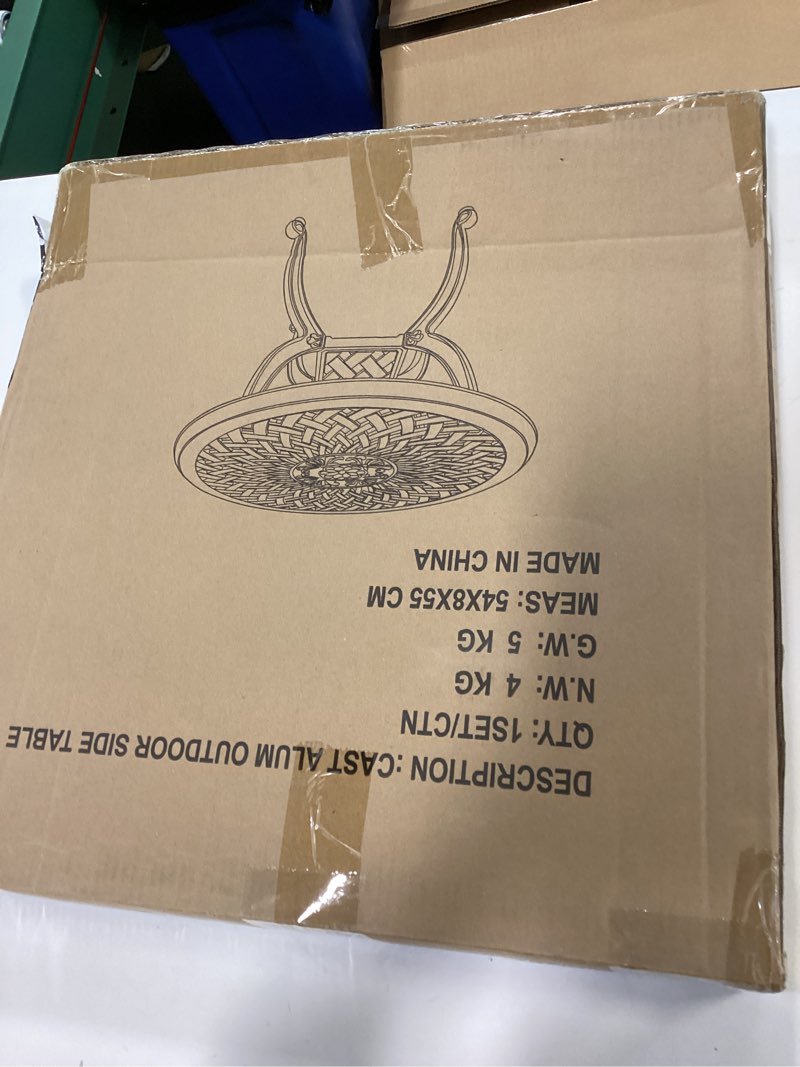 DESCRIPTION : CAST ALUM OUTDOOR SIDE TABLE
QTY: 1SET/CTN
N.W: 4 KG
G.W: 5 KG
MEAS: 54X8X55 CM
MADE IN CHINA